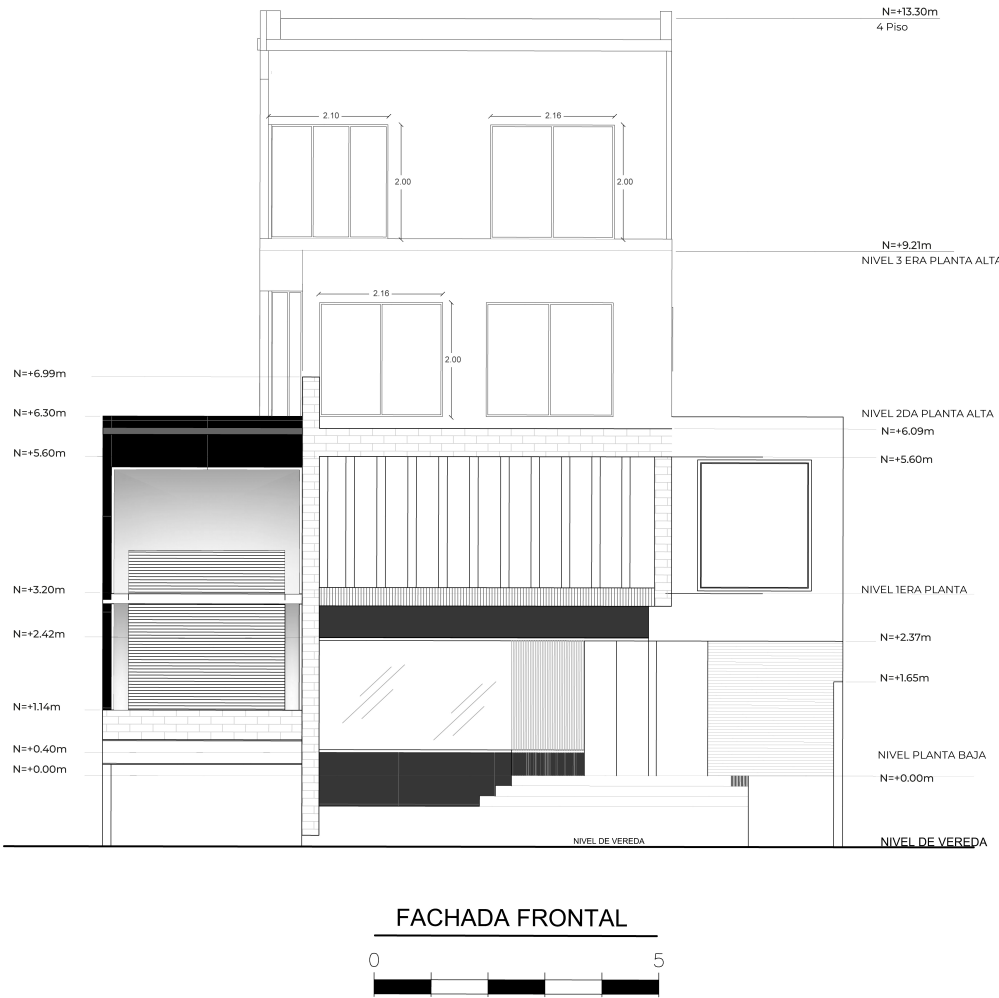 N=+13.30m
4 Piso
2.10
2.16
2.00
2.00
N=+9.21m
NIVEL 3 ERA PLANTA ALTA
2.16
2.00
N=+6.99m
N=+6.30m
NIVEL 2DA PLANTA ALTA
N=+6.09m
N=+5.60m
N=+5.60m
N=+3.20m
NIVEL 1ERA PLANTA
N=+2.42m
N=+2.37m
N=+1.65m
N=+1.14m
N=+0.40m
NIVEL PLANTA BAJA
N=+0.00m
N=+0.00m
NIVEL DE VEREDA
NIVEL DE VEREDA
FACHADA FRONTAL
0 5